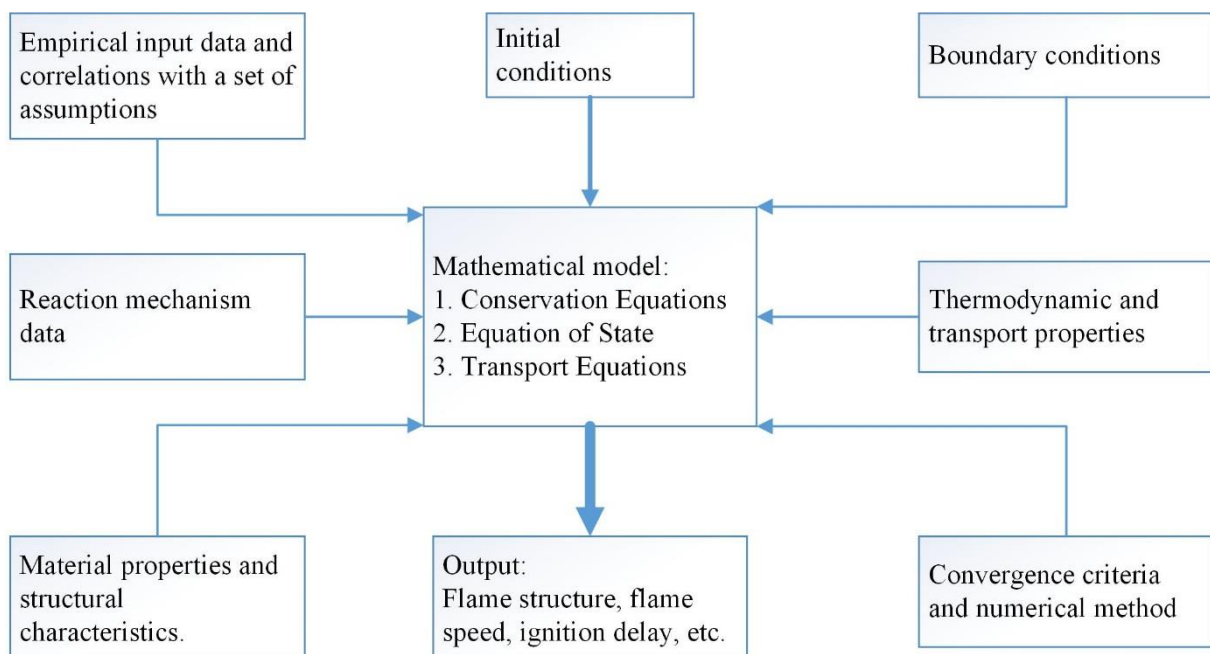 Empirical input data and
correlations with a set of
assumptions
Initial
conditions
Boundary conditions
Reaction mechanism
data
Mathematical model:
1. Conservation Equations
2. Equation of State
3. Transport Equations
Thermodynamic and
transport properties
Material properties and
structural
characteristics.
Output:
Flame structure, flame
speed, ignition delay, etc.
Convergence criteria
and numerical method